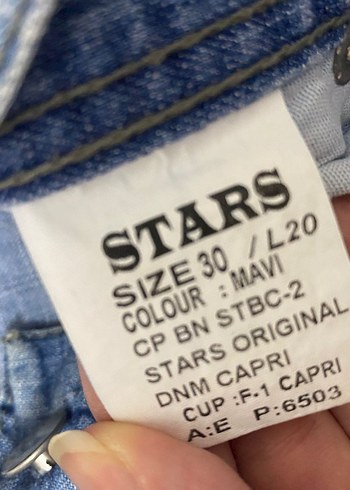 STARS
SIZE 30 / L20
COLOUR : MAVI
CP BN STBC-2
STARS ORIGINAL
DNM CAPRI
CUP :F-1 CAPRI
A:E P:6503